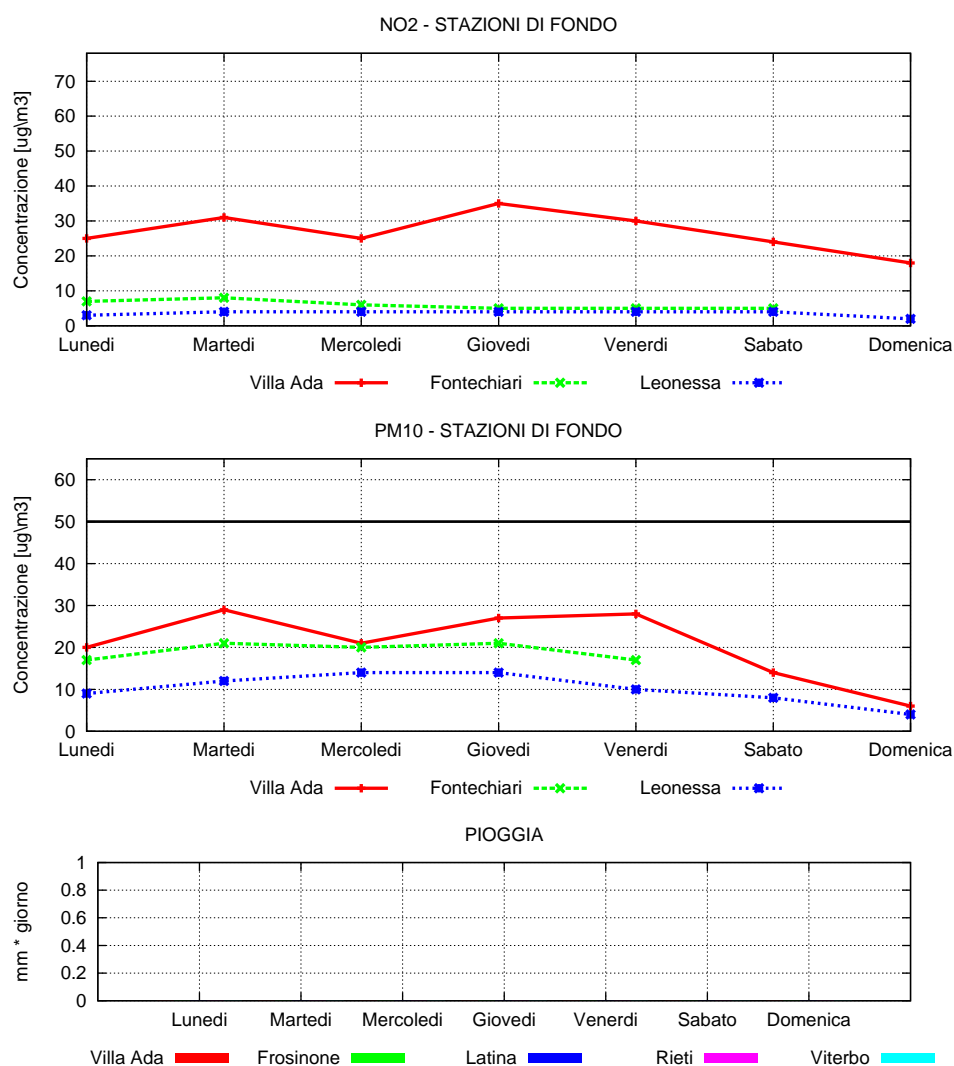 NO2 - STAZIONI DI FONDO
Concentrazione [ug\m3]
70
60
50
40
30
20
10
0
Lunedi Martedi Mercoledi Giovedi Venerdi Sabato Domenica
Villa Ada Fontechiari Leonessa
PM10 - STAZIONI DI FONDO
Concentrazione [ug\m3]
60
50
40
30
20
10
0
Lunedi Martedi Mercoledi Giovedi Venerdi Sabato Domenica
Villa Ada Fontechiari Leonessa
PIOGGIA
mm * giorno
1
0.8
0.6
0.4
0.2
0
Lunedi Martedi Mercoledi Giovedi Venerdi Sabato Domenica
Villa Ada Frosinone Latina Rieti Viterbo